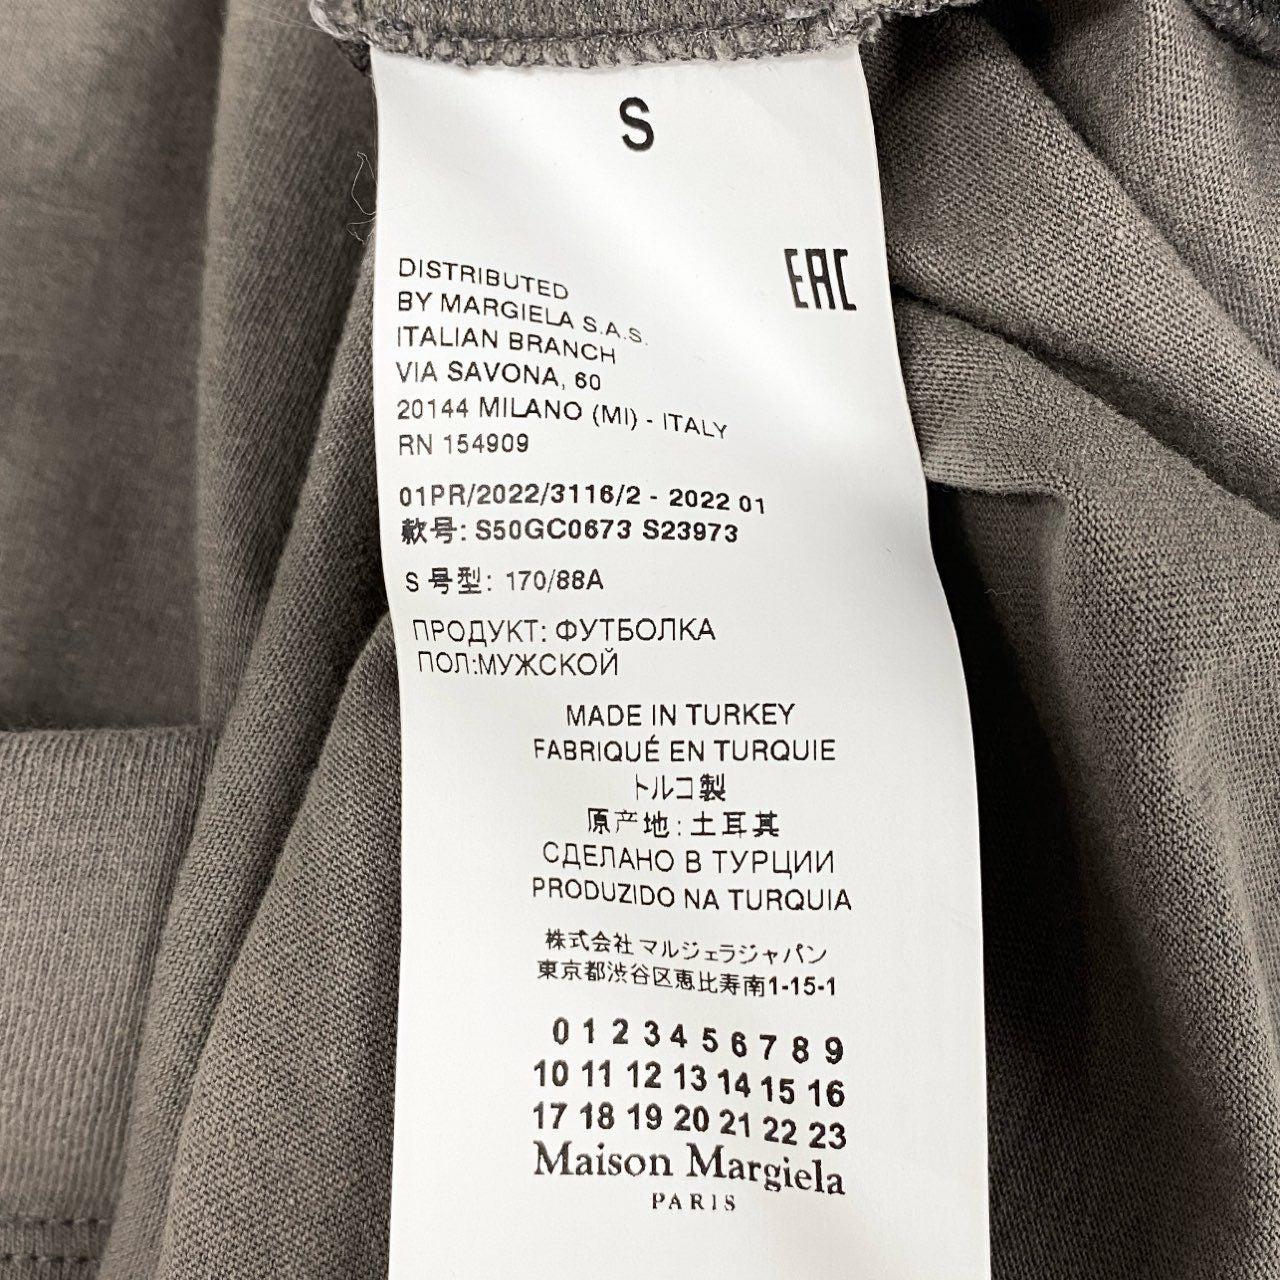 S
EAC
DISTRIBUTED
BY MARGIELA S.A.S.
ITALIAN BRANCH
VIA SAVONA, 60
20144 MILANO (MI) - ITALY
RN 154909
01PR/2022/3116/2 - 2022 01
款号: S50GC0673 S23973
S 号型: 170/88A
ПРОДУКТ: ФУТБОЛКА
ПОЛ:МУЖСКОЙ
MADE IN TURKEY
FABRIQUÉ EN TURQUIE
トルコ製
原产地: 土耳其
СДЕЛАНО В ТУРЦИИ
PRODUZIDO NA TURQUIA
株式会社 マルジェラジャパン
東京都渋谷区恵比寿南1-15-1
0 1 2 3 4 5 6 7 8 9
10 11 12 13 14 15 16
17 18 19 20 21 22 23
Maison Margiela
PARIS